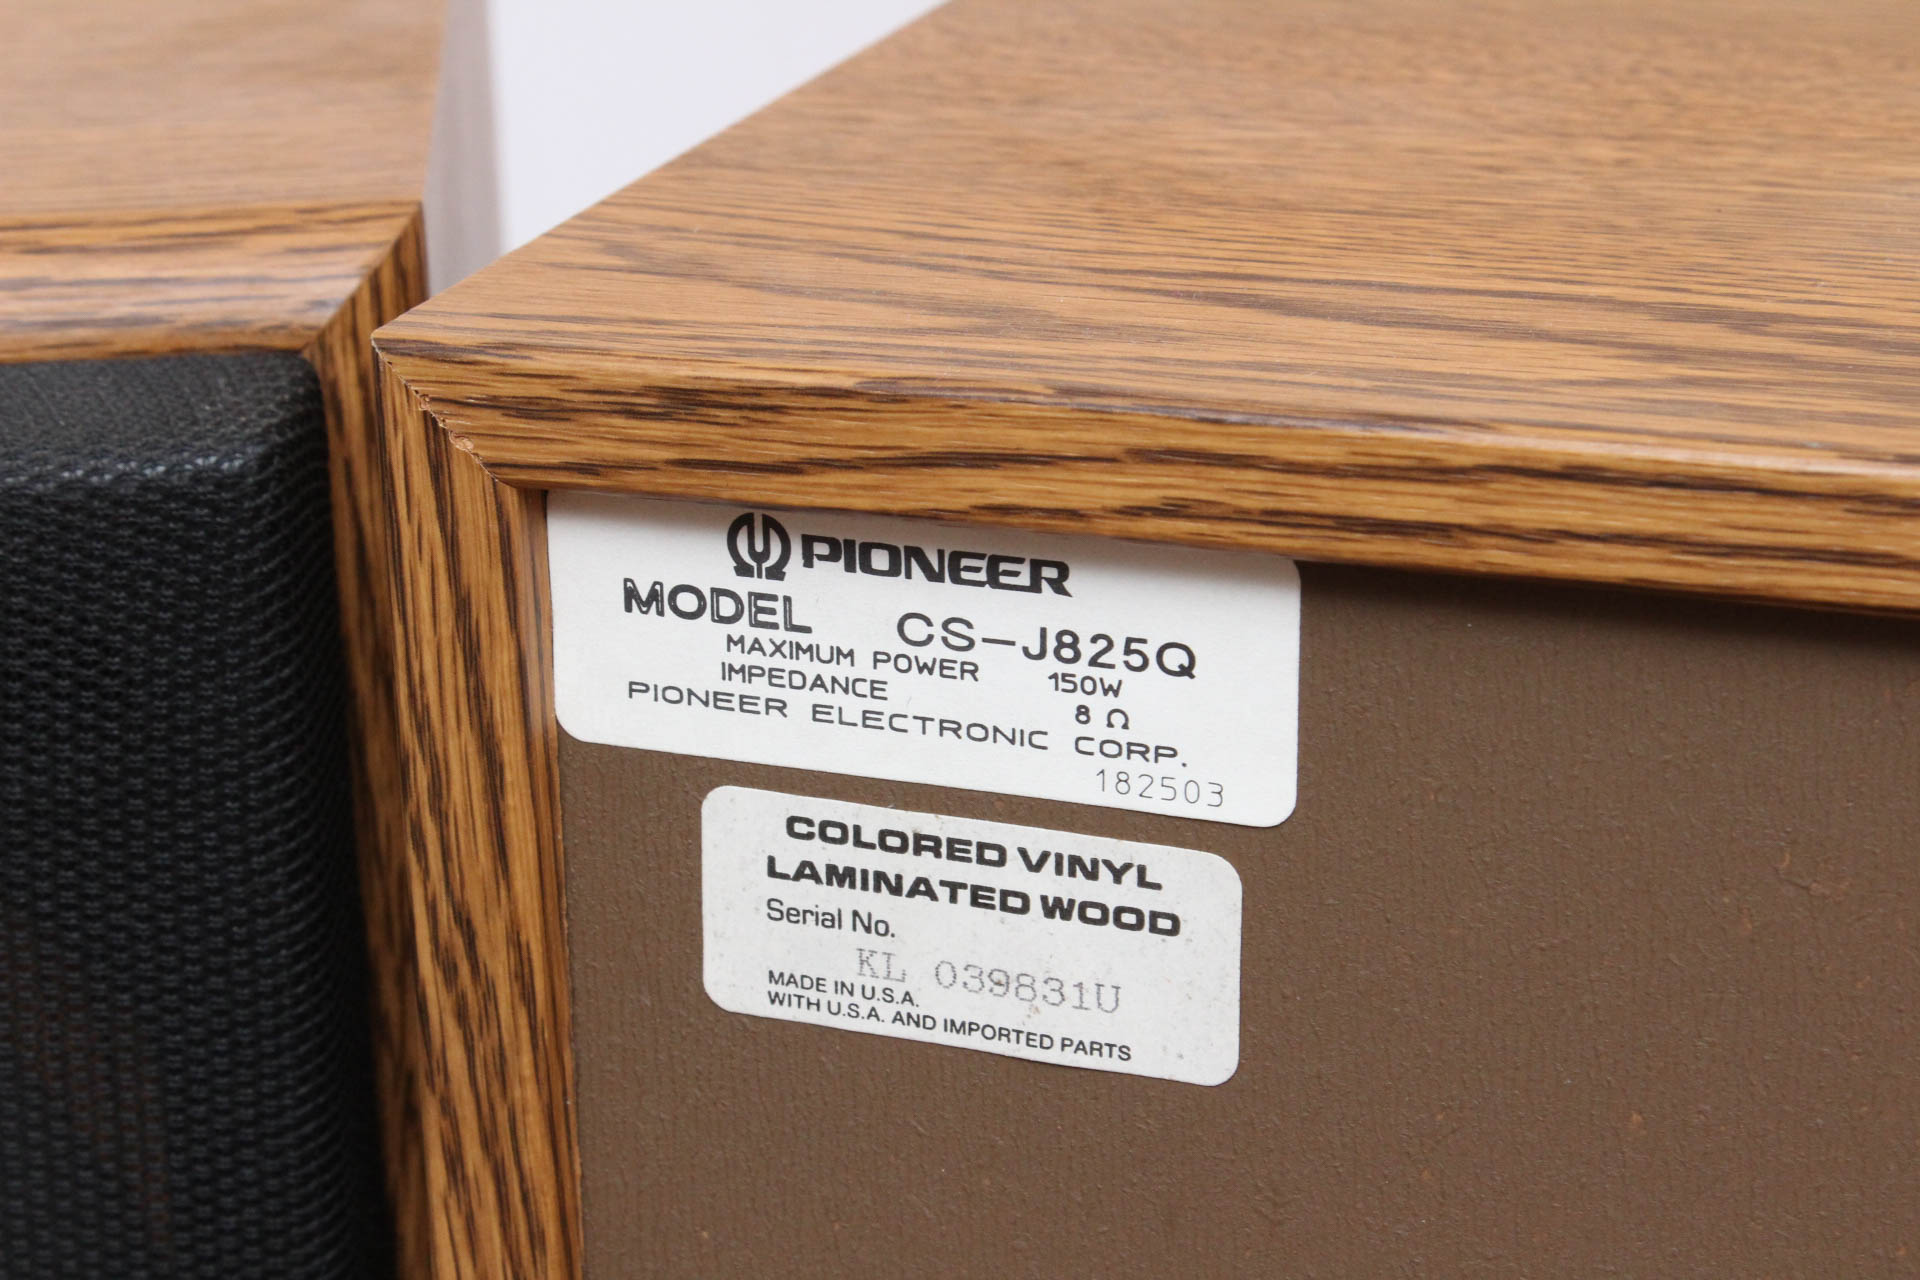 PIONEER
MODEL CS-J825Q
MAXIMUM POWER 150W
IMPEDANCE 8 Ω
PIONEER ELECTRONIC CORP.
182503
COLORED VINYL
LAMINATED WOOD
Serial No.
KL 039831U
MADE IN U.S.A.
WITH U.S.A. AND IMPORTED PARTS